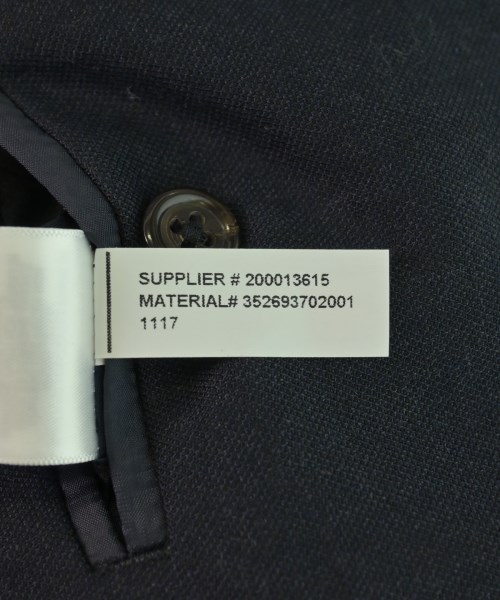 SUPPLIER # 200013615
MATERIAL# 352693702001
1117